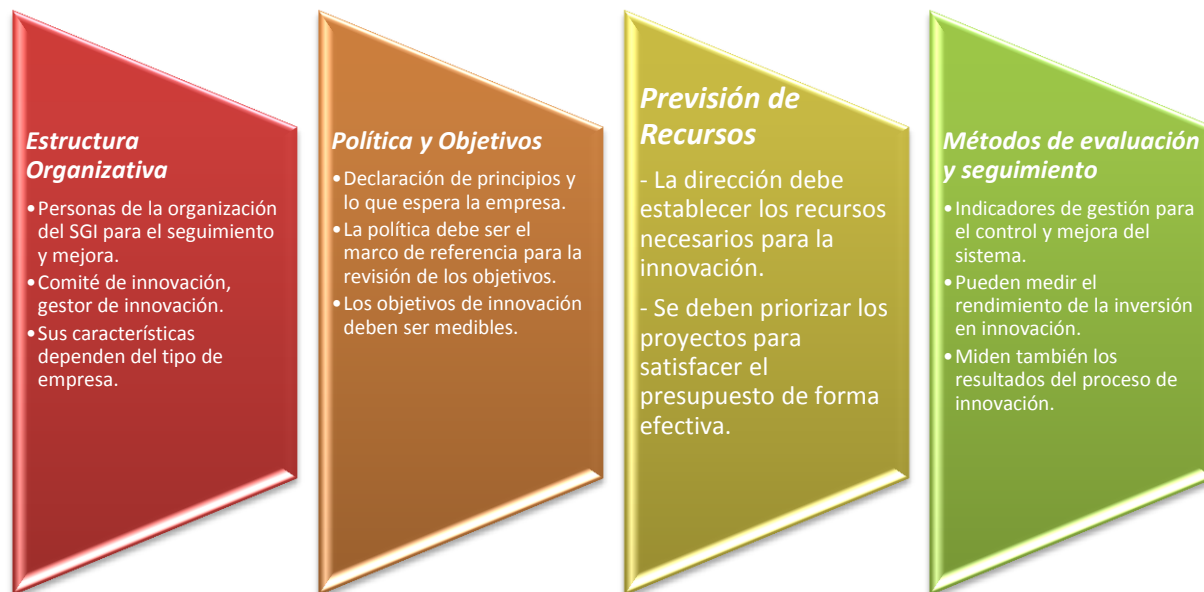 Estructura
Organizativa
•Personas de la organización
del SGI para el seguimiento
y mejora.
•Comité de innovación,
gestor de innovación.
•Sus características
dependen del tipo de
empresa.
Política y Objetivos
•Declaración de principios y
lo que espera la empresa.
•La política debe ser el
marco de referencia para la
revisión de los objetivos.
•Los objetivos de innovación
deben ser medibles.
Previsión de
Recursos
- La dirección debe
establecer los recursos
necesarios para la
innovación.
- Se deben priorizar los
proyectos para
satisfacer el
presupuesto de forma
efectiva.
Métodos de evaluación
y seguimiento
•Indicadores de gestión para
el control y mejora del
sistema.
•Pueden medir el
rendimiento de la inversión
en innovación.
•Miden también los
resultados del proceso de
innovación.